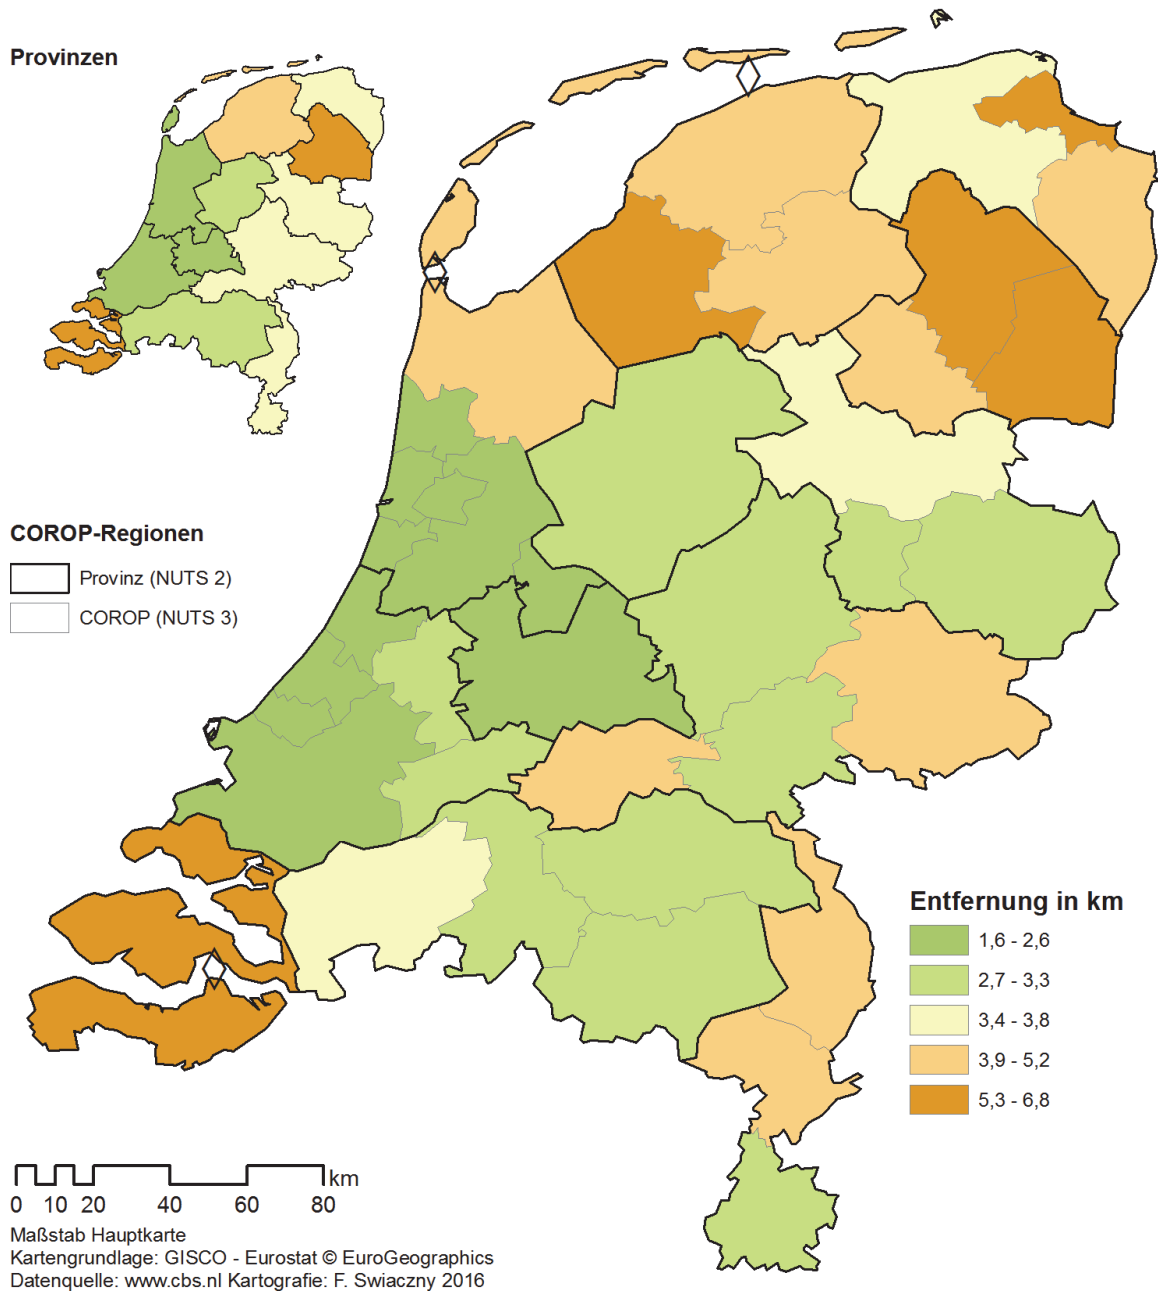 Provinzen
COROP-Regionen
Provinz (NUTS 2)
COROP (NUTS 3)
Entfernung in km
1,6 - 2,6
2,7 - 3,3
3,4 - 3,8
3,9 - 5,2
5,3 - 6,8
km
0 10 20 40 60 80
Maßstab Hauptkarte
Kartengrundlage: GISCO - Eurostat © EuroGeographics
Datenquelle: www.cbs.nl Kartografie: F. Swiaczny 2016